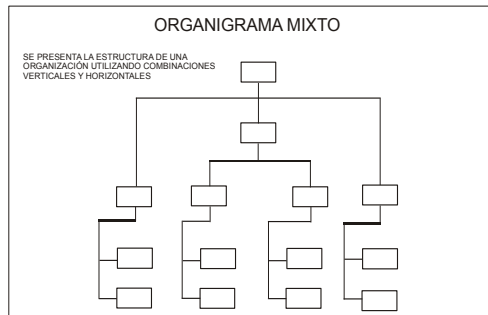 ORGANIGRAMA MIXTO
SE PRESENTA LA ESTRUCTURA DE UNA
ORGANIZACIÓN UTILIZANDO COMBINACIONES
VERTICALES Y HORIZONTALES